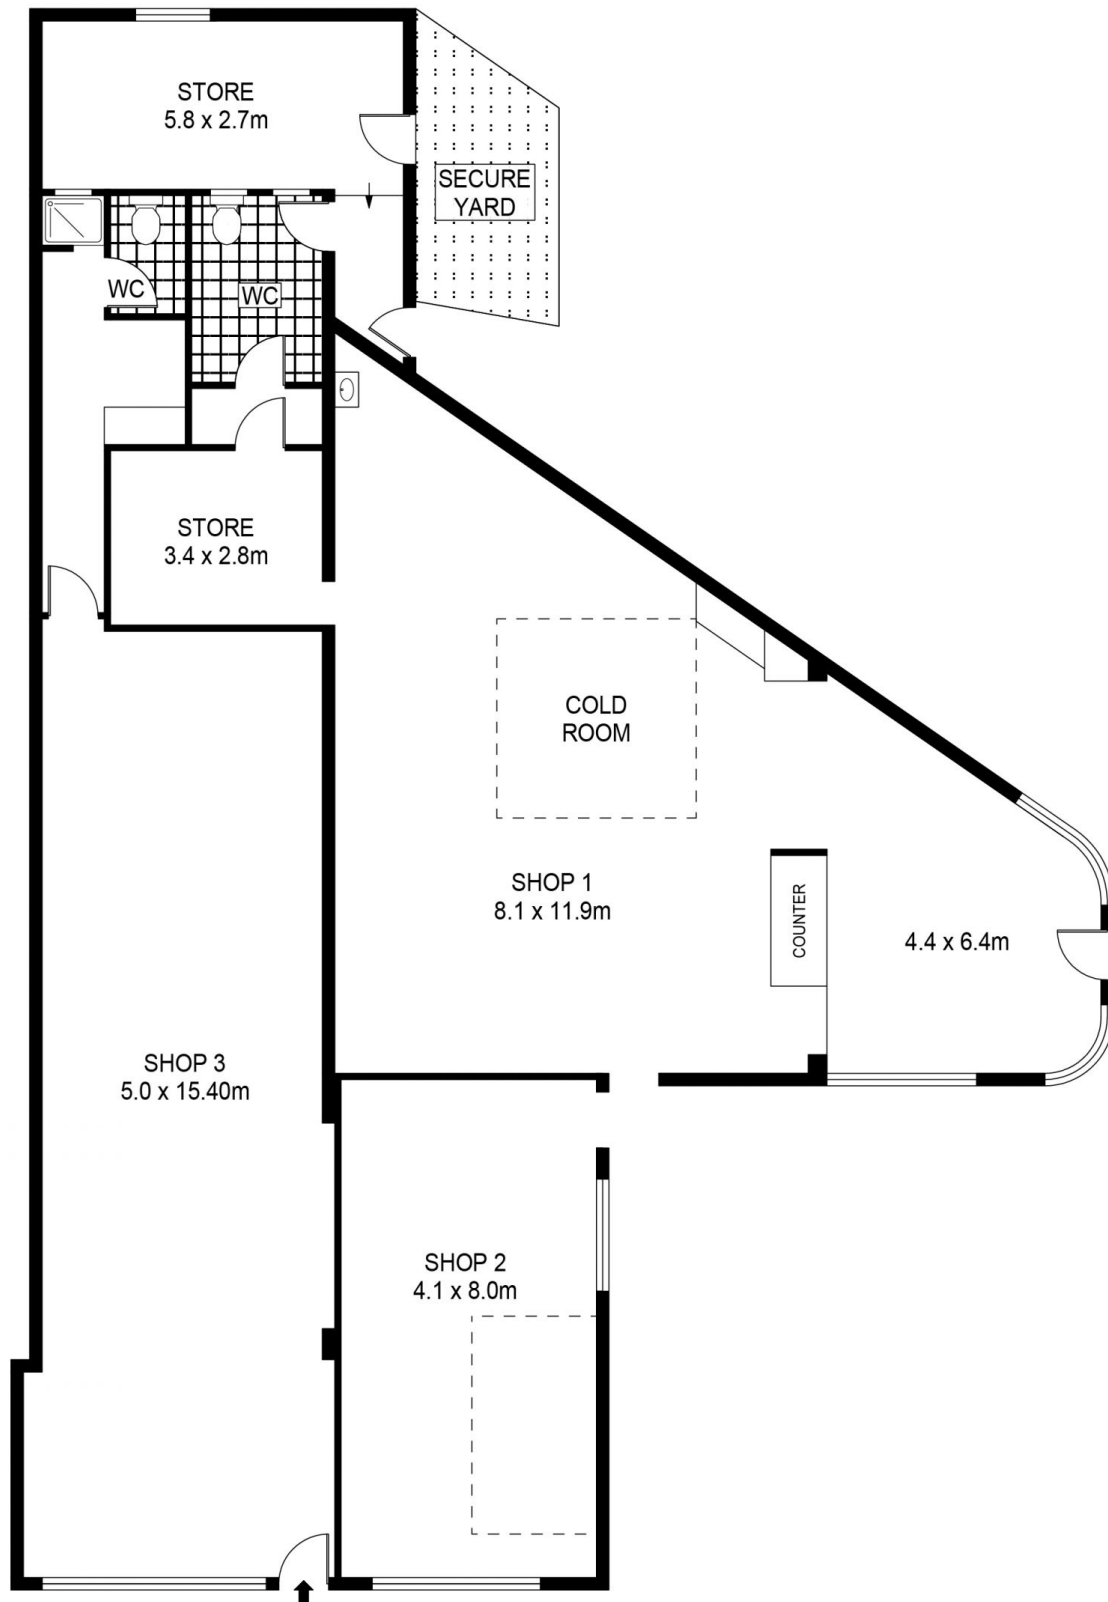 STORE
5.8 x 2.7m
SECURE
YARD
WC
WC
STORE
3.4 x 2.8m
COLD
ROOM
SHOP 1
8.1 x 11.9m
COUNTER
4.4 x 6.4m
SHOP 3
5.0 x 15.40m
SHOP 2
4.1 x 8.0m